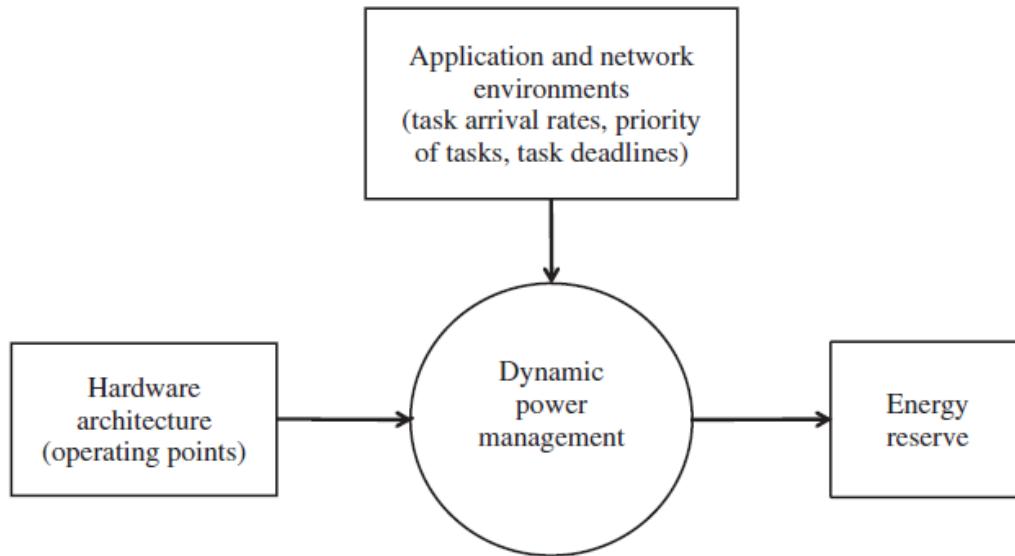 Application and network
environments
(task arrival rates, priority
of tasks, task deadlines)
Hardware
architecture
(operating points)
Dynamic
power
management
Energy
reserve